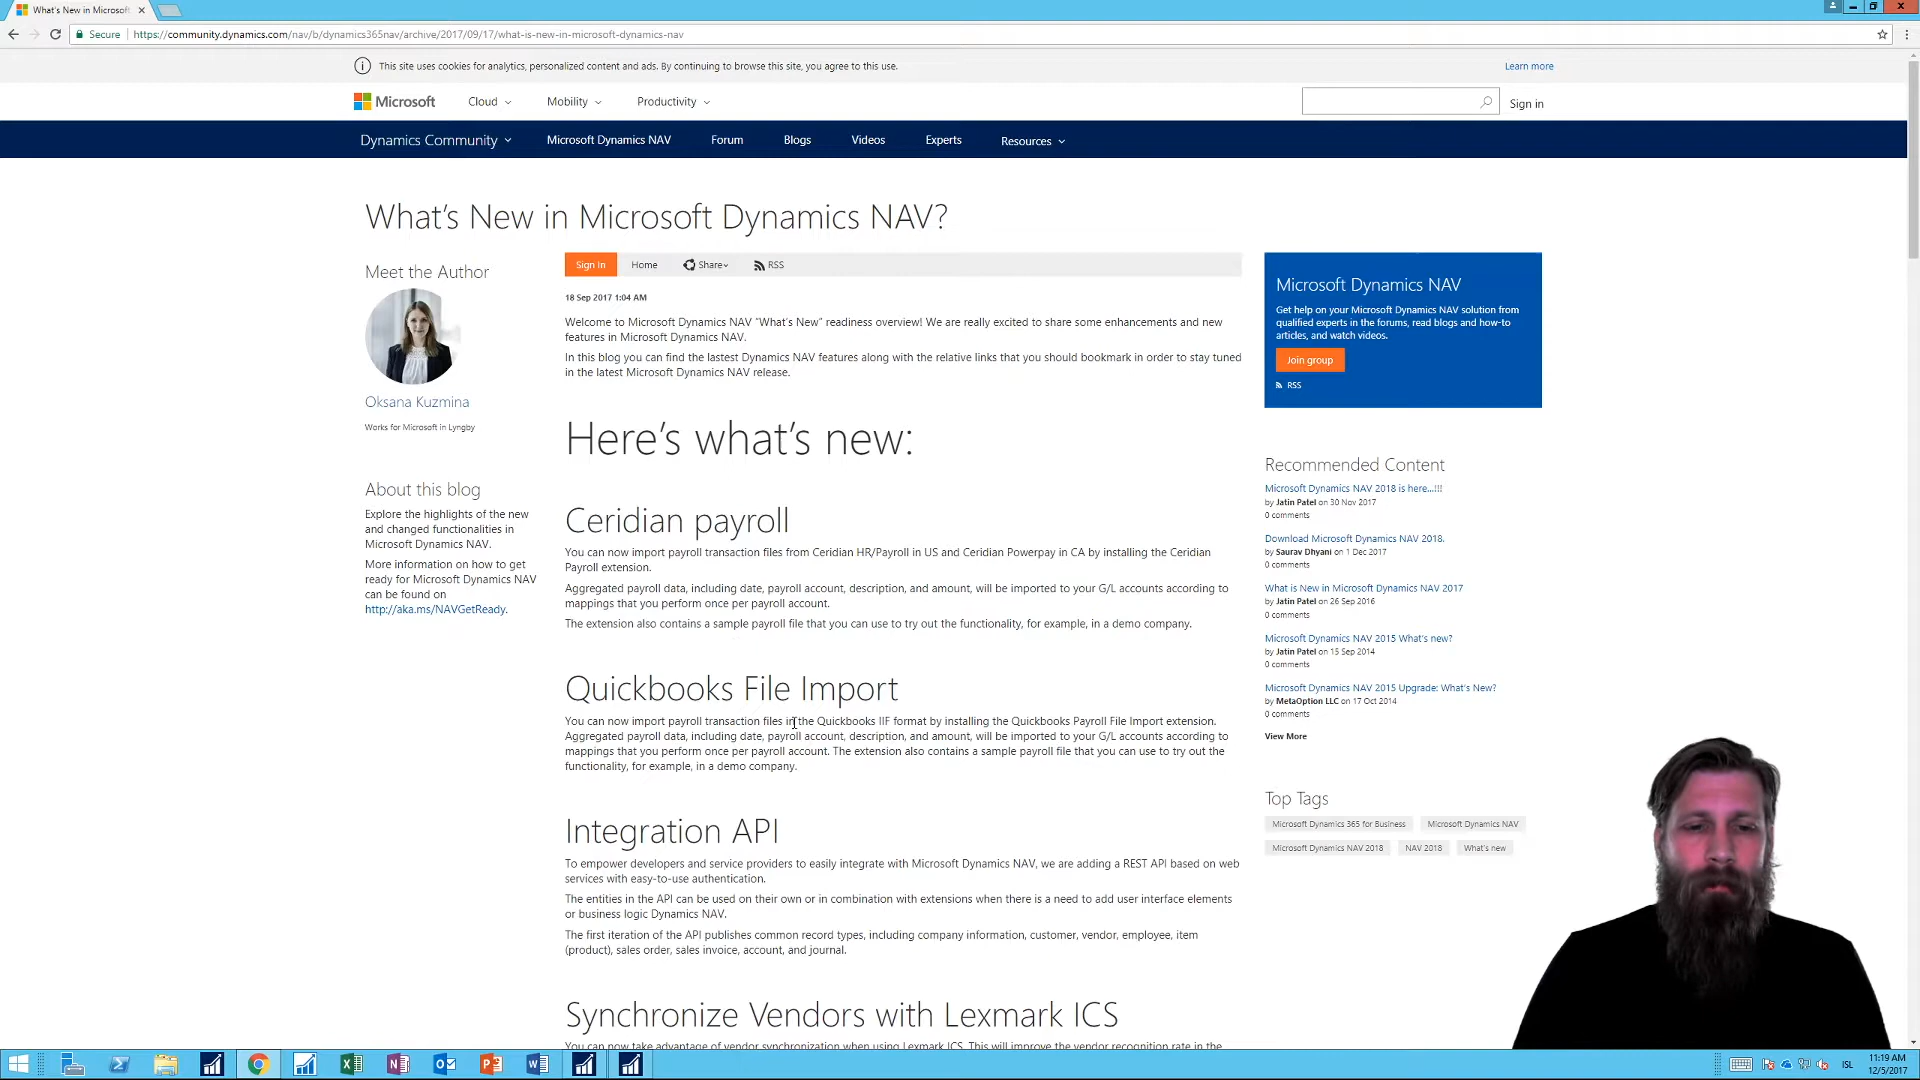 What's New in Microsoft
Secure
https://community.dynamics.com/nav/b/dynamics365nav/archive/2017/09/17/what-is-new-in-microsoft-dynamics-nav
This site uses cookies for analytics, personalized content and ads. By continuing to browse this site, you agree to this use.
Learn more
Microsoft
Cloud
Mobility
Productivity
Sign in
Dynamics Community
Microsoft Dynamics NAV
Forum
Blogs
Videos
Experts
Resources
What's New in Microsoft Dynamics NAV?
Meet the Author
Oksana Kuzmina
Works for Microsoft in Lyngby
About this blog
Explore the highlights of the new
and changed functionalities in
Microsoft Dynamics NAV.
More information on how to get
ready for Microsoft Dynamics NAV
can be found on
http://aka.ms/NAVGetReady.
Sign In
Home
Share
RSS
18 Sep 2017 1:04 AM
Welcome to Microsoft Dynamics NAV "What's New" readiness overview! We are really excited to share some enhancements and new
features in Microsoft Dynamics NAV.
In this blog you can find the lastest Dynamics NAV features along with the relative links that you should bookmark in order to stay tuned
in the latest Microsoft Dynamics NAV release.
Here's what's new:
Ceridian payroll
You can now import payroll transaction files from Ceridian HR/Payroll in US and Ceridian Powerpay in CA by installing the Ceridian
Payroll extension.
Aggregated payroll data, including date, payroll account, description, and amount, will be imported to your G/L accounts according to
mappings that you perform once per payroll account.
The extension also contains a sample payroll file that you can use to try out the functionality, for example, in a demo company.
Quickbooks File Import
You can now import payroll transaction files in the Quickbooks IIF format by installing the Quickbooks Payroll File Import extension.
Aggregated payroll data, including date, payroll account, description, and amount, will be imported to your G/L accounts according to
mappings that you perform once per payroll account. The extension also contains a sample payroll file that you can use to try out the
functionality, for example, in a demo company.
Integration API
To empower developers and service providers to easily integrate with Microsoft Dynamics NAV, we are adding a REST API based on web
services with easy-to-use authentication.
The entities in the API can be used on their own or in combination with extensions when there is a need to add user interface elements
or business logic Dynamics NAV.
The first iteration of the API publishes common record types, including company information, customer, vendor, employee, item
(product), sales order, sales invoice, account, and journal.
Synchronize Vendors with Lexmark ICS
You can now take advantage of vendor synchronization when using Lexmark ICS. This will improve the vendor recognition rate in the
Microsoft Dynamics NAV
Get help on your Microsoft Dynamics NAV solution from
qualified experts in the forums, read blogs and how-to
articles, and watch videos.
Join group
RSS
Recommended Content
Microsoft Dynamics NAV 2018 is here...!!!
by Jatin Patel on 30 Nov 2017
0 comments
Download Microsoft Dynamics NAV 2018.
by Saurav Dhyani on 1 Dec 2017
0 comments
What is New in Microsoft Dynamics NAV 2017
by Jatin Patel on 26 Sep 2016
0 comments
Microsoft Dynamics NAV 2015 What's new?
by Jatin Patel on 15 Sep 2014
0 comments
Microsoft Dynamics NAV 2015 Upgrade: What's New?
by MetaOption LLC on 17 Oct 2014
0 comments
View More
Top Tags
Microsoft Dynamics 365 for Business
Microsoft Dynamics NAV
Microsoft Dynamics NAV 2018
NAV 2018
What's new
ISL
11:19 AM
12/5/2017